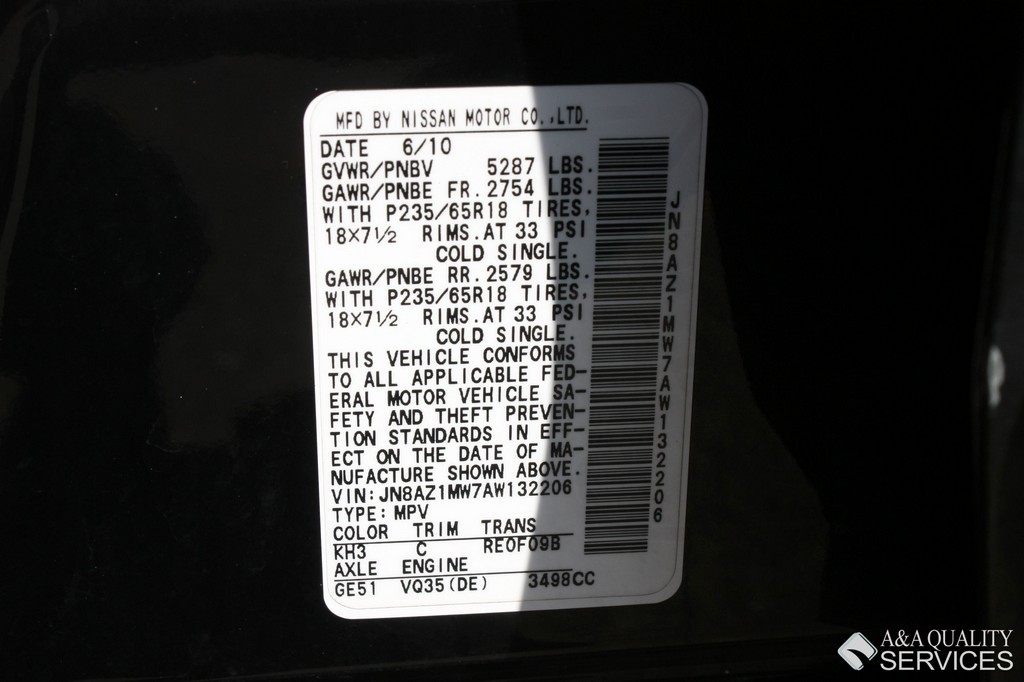 MFD BY NISSAN MOTOR CO.,LTD.
DATE 6/10
GVWR/PNBV 5287 LBS.
GAWR/PNBE FR. 2754 LBS.
WITH P235/65R18 TIRES,
18×7½ RIMS.AT 33 PSI
COLD SINGLE.
GAWR/PNBE RR. 2579 LBS.
WITH P235/65R18 TIRES,
18×7½ RIMS.AT 33 PSI
COLD SINGLE.
THIS VEHICLE CONFORMS
TO ALL APPLICABLE FED-
ERAL MOTOR VEHICLE SA-
FETY AND THEFT PREVEN-
TION STANDARDS IN EFF-
ECT ON THE DATE OF MA-
NUFACTURE SHOWN ABOVE.
VIN:JN8AZ1MW7AW132206
TYPE:MPV
COLOR TRIM TRANS
KH3 C RE0F09B
AXLE ENGINE
GE51 VQ35(DE) 3498CC
JN8AZ1MW7AW132206
A&A QUALITY
SERVICES